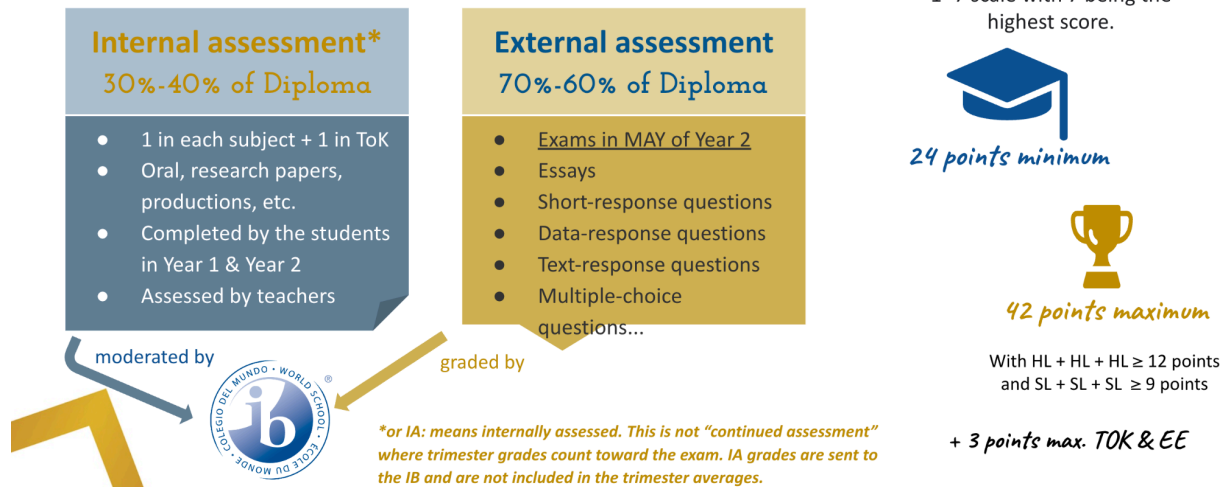 Internal assessment*
30%-40% of Diploma
● 1 in each subject + 1 in ToK
● Oral, research papers,
productions, etc.
● Completed by the students
in Year 1 & Year 2
● Assessed by teachers
moderated by
External assessment
70%-60% of Diploma
● Exams in MAY of Year 2
● Essays
● Short-response questions
● Data-response questions
● Text-response questions
● Multiple-choice
questions...
graded by
COLEGIO DEL MUNDO • WORLD SCHOOL • ÉCOLE DU MONDE •
ib
®
*or IA: means internally assessed. This is not “continued assessment”
where trimester grades count toward the exam. IA grades are sent to
the IB and are not included in the trimester averages.
highest score.
24 points minimum
42 points maximum
With HL + HL + HL ≥ 12 points
and SL + SL + SL ≥ 9 points
+ 3 points max. TOK & EE